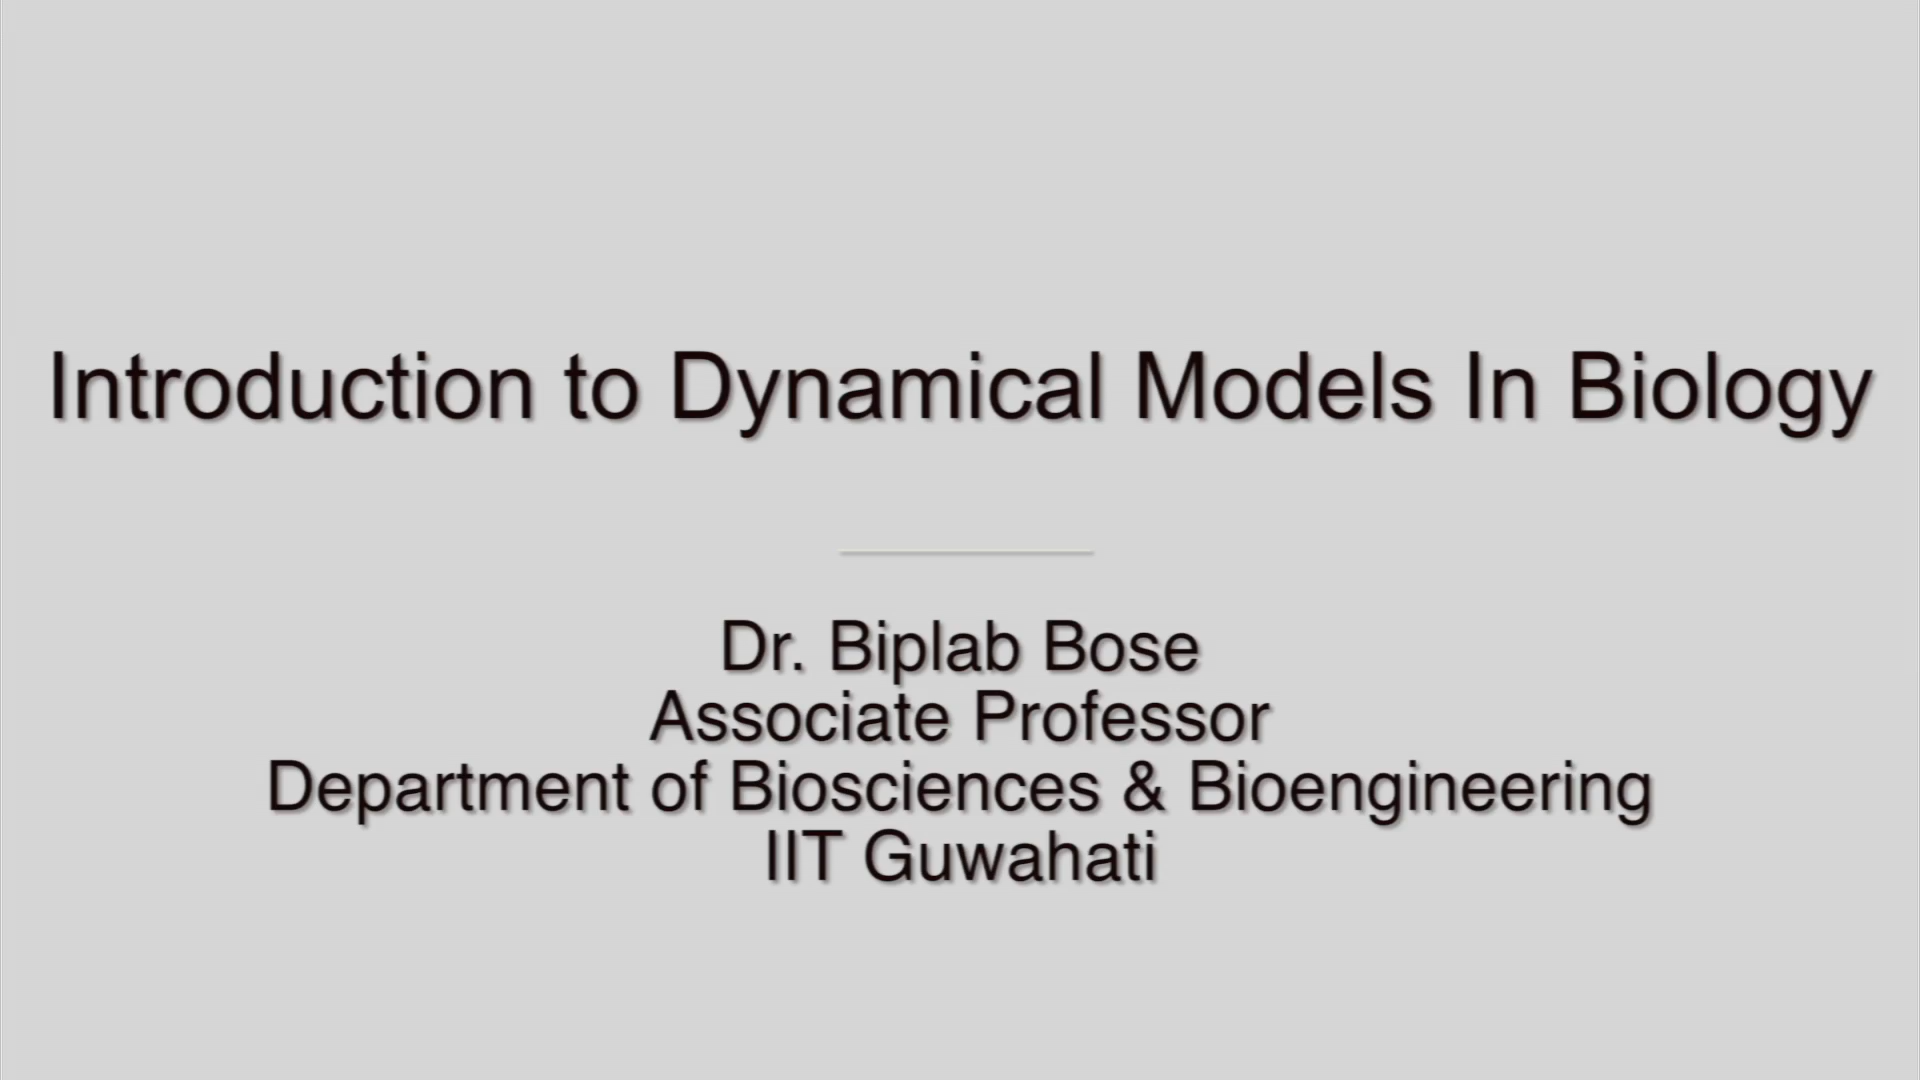 Introduction to Dynamical Models In Biology
Dr. Biplab Bose
Associate Professor
Department of Biosciences & Bioengineering
IIT Guwahati